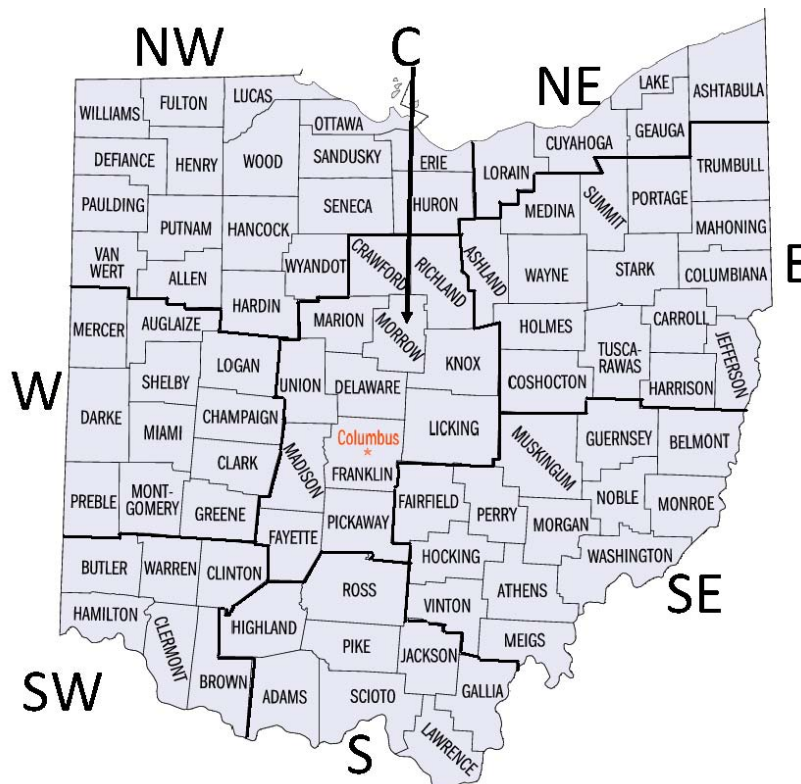 NW
C
NE
LAKE
ASHTABULA
WILLIAMS
FULTON
LUCAS
OTTAWA
CUYAHOGA
GEAUGA
DEFIANCE
HENRY
WOOD
SANDUSKY
ERIE
LORAIN
TRUMBULL
PAULDING
PUTNAM
HANCOCK
SENECA
HURON
MEDINA
SUMMIT
PORTAGE
MAHONING
VAN
WERT
ALLEN
WYANDOT
CRAWFORD
RICHLAND
ASHLAND
WAYNE
STARK
COLUMBIANA
E
HARDIN
MERCER
AUGLAIZE
MARION
MORROW
HOLMES
CARROLL
JEFFERSON
W
LOGAN
SHELBY
UNION
DELAWARE
KNOX
COSHOCTON
TUSCA-
RAWAS
HARRISON
DARKE
MIAMI
CHAMPAIGN
CLARK
MADISON
Columbus
*
FRANKLIN
LICKING
MUSKINGUM
GUERNSEY
BELMONT
PREBLE
MONT-
GOMERY
GREENE
FAYETTE
PICKAWAY
FAIRFIELD
PERRY
MORGAN
NOBLE
MONROE
BUTLER
WARREN
CLINTON
HOCKING
ATHENS
WASHINGTON
SE
HAMILTON
CLERMONT
BROWN
HIGHLAND
ROSS
VINTON
MEIGS
PIKE
JACKSON
SW
ADAMS
SCIOTO
GALLIA
LAWRENCE
S